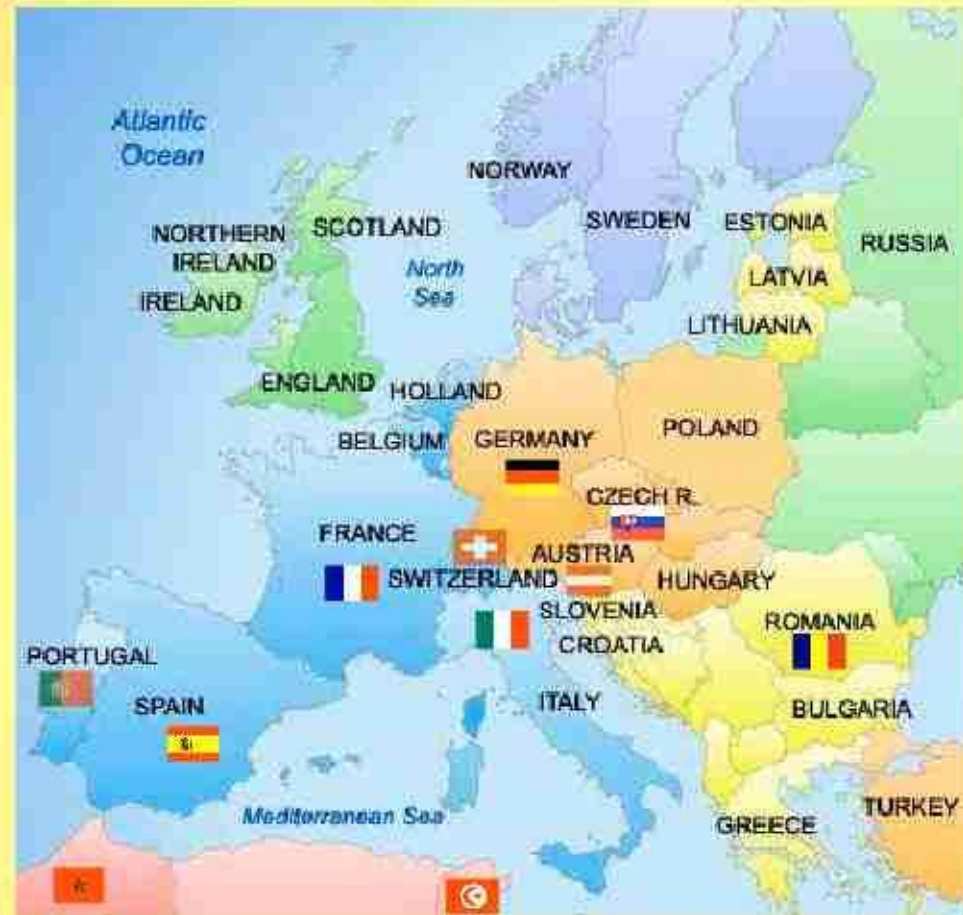 Atlantic
Ocean
NORWAY
SWEDEN
ESTONIA
RUSSIA
NORTHERN
IRELAND
SCOTLAND
North
Sea
LATVIA
IRELAND
LITHUANIA
ENGLAND
HOLLAND
BELGIUM
GERMANY
POLAND
CZECH R.
FRANCE
AUSTRIA
SWITZERLAND
HUNGARY
SLOVENIA
ROMANIA
CROATIA
PORTUGAL
SPAIN
ITALY
BULGARIA
Mediterranean Sea
GREECE
TURKEY